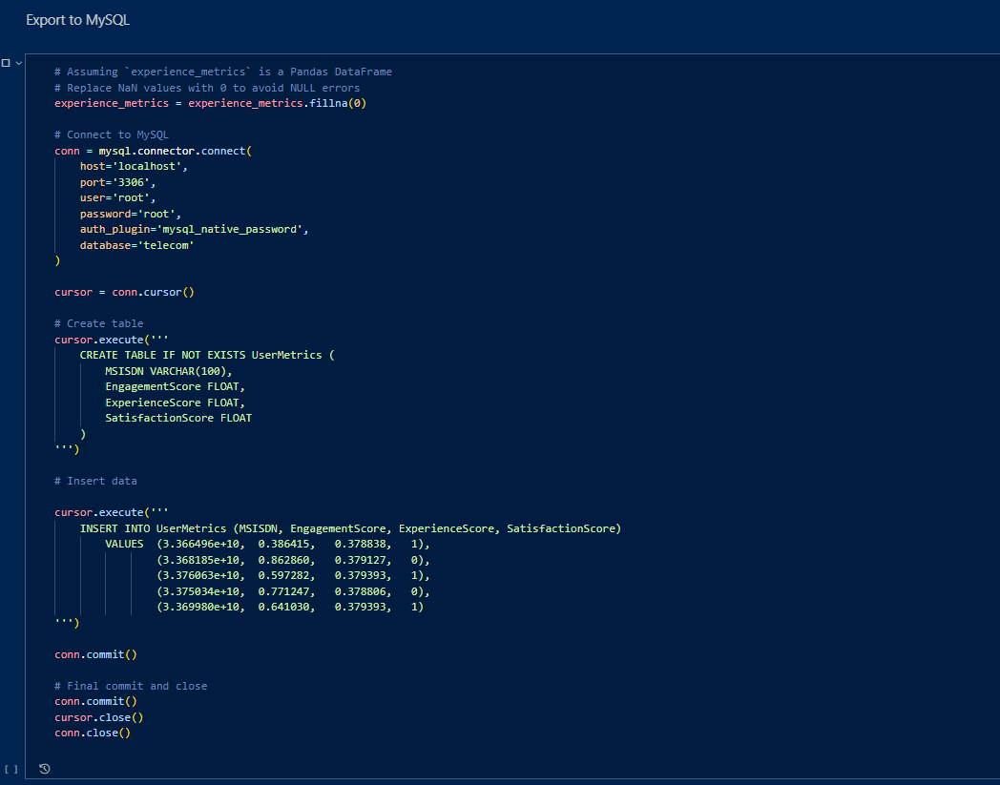 Export to MySQL
# Assuming `experience_metrics` is a Pandas DataFrame
# Replace NaN values with 0 to avoid NULL errors
experience_metrics = experience_metrics.fillna(0)
# Connect to MySQL
conn = mysql.connector.connect(
host='localhost',
port='3306',
user='root',
password='root',
auth_plugin='mysql_native_password',
database='telecom'
)
cursor = conn.cursor()
# Create table
cursor.execute('''
CREATE TABLE IF NOT EXISTS UserMetrics (
MSISDN VARCHAR(100),
EngagementScore FLOAT,
ExperienceScore FLOAT,
SatisfactionScore FLOAT
)
''')
# Insert data
cursor.execute('''
INSERT INTO UserMetrics (MSISDN, EngagementScore, ExperienceScore, SatisfactionScore)
VALUES (3.366496e+10, 0.386415, 0.378838, 1),
(3.368185e+10, 0.862860, 0.379127, 0),
(3.376063e+10, 0.597282, 0.379393, 1),
(3.375034e+10, 0.771247, 0.378806, 0),
(3.369980e+10, 0.641030, 0.379393, 1)
''')
conn.commit()
# Final commit and close
conn.commit()
cursor.close()
conn.close()
[ ]